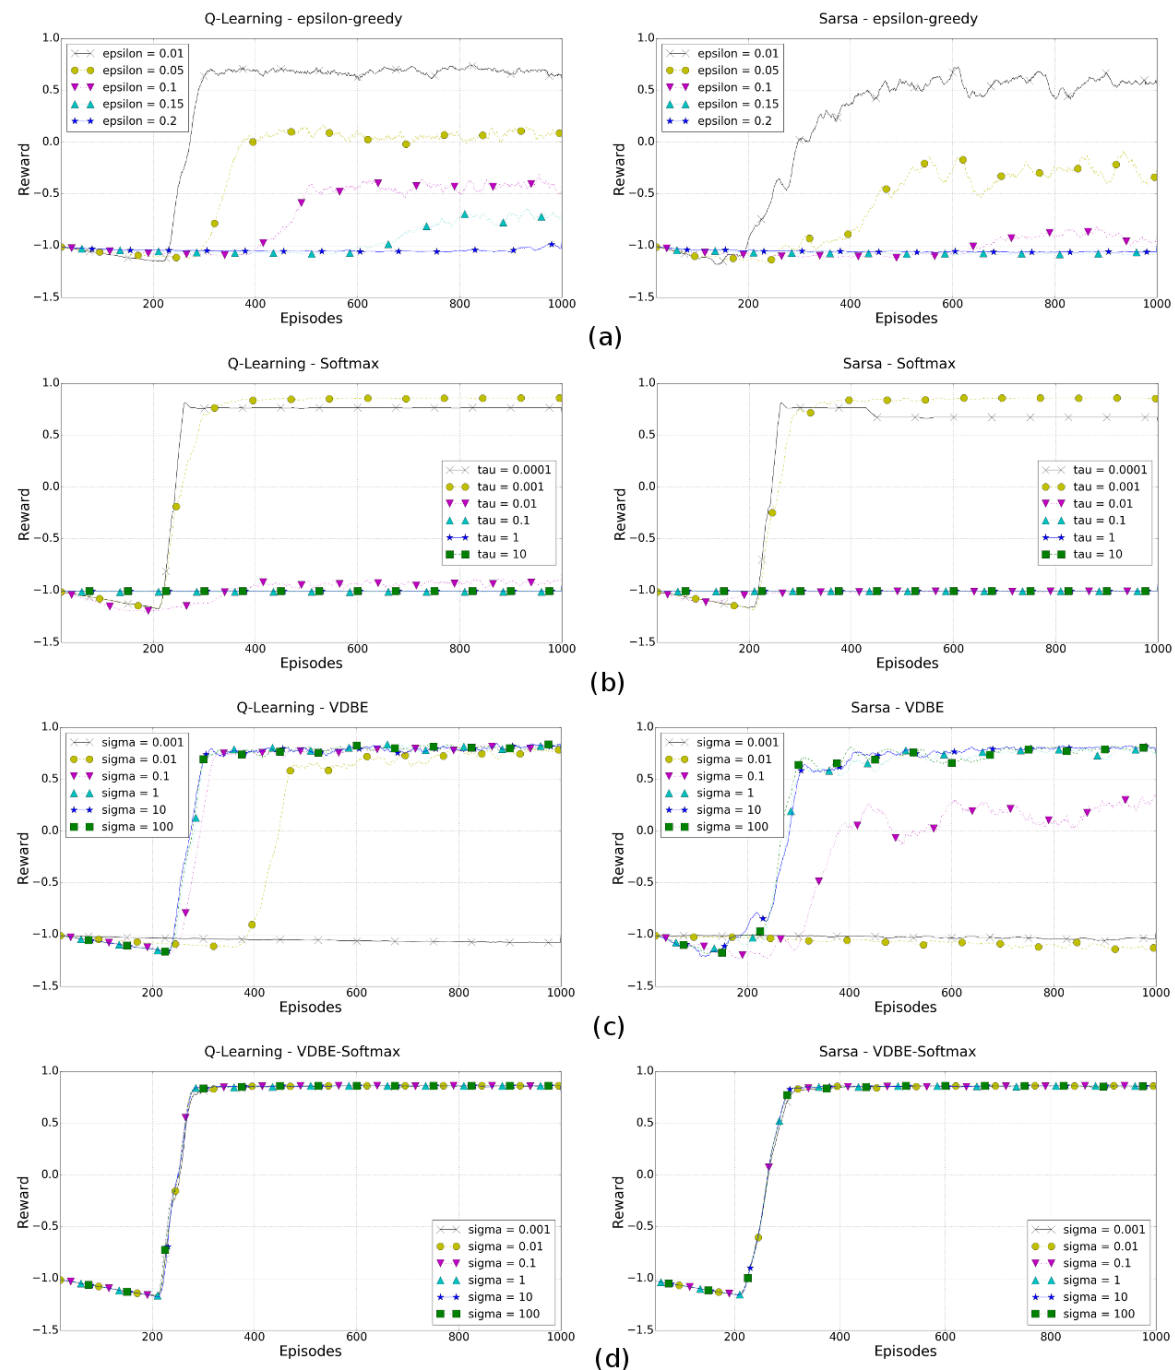 Q-Learning - epsilon-greedy
1.0
0.5
0.0
−0.5
−1.0
−1.5
Reward
epsilon = 0.01
epsilon = 0.05
epsilon = 0.1
epsilon = 0.15
epsilon = 0.2
200 400 600 800 1000
Episodes
Sarsa - epsilon-greedy
1.0
0.5
0.0
−0.5
−1.0
−1.5
Reward
epsilon = 0.01
epsilon = 0.05
epsilon = 0.1
epsilon = 0.15
epsilon = 0.2
200 400 600 800 1000
Episodes
(a)
Q-Learning - Softmax
1.0
0.5
0.0
−0.5
−1.0
−1.5
Reward
tau = 0.0001
tau = 0.001
tau = 0.01
tau = 0.1
tau = 1
tau = 10
200 400 600 800 1000
Episodes
Sarsa - Softmax
1.0
0.5
0.0
−0.5
−1.0
−1.5
Reward
tau = 0.0001
tau = 0.001
tau = 0.01
tau = 0.1
tau = 1
tau = 10
200 400 600 800 1000
Episodes
(b)
Q-Learning - VDBE
1.0
0.5
0.0
−0.5
−1.0
−1.5
Reward
sigma = 0.001
sigma = 0.01
sigma = 0.1
sigma = 1
sigma = 10
sigma = 100
200 400 600 800 1000
Episodes
Sarsa - VDBE
1.0
0.5
0.0
−0.5
−1.0
−1.5
Reward
sigma = 0.001
sigma = 0.01
sigma = 0.1
sigma = 1
sigma = 10
sigma = 100
200 400 600 800 1000
Episodes
(c)
Q-Learning - VDBE-Softmax
1.0
0.5
0.0
−0.5
−1.0
−1.5
Reward
sigma = 0.001
sigma = 0.01
sigma = 0.1
sigma = 1
sigma = 10
sigma = 100
200 400 600 800 1000
Episodes
Sarsa - VDBE-Softmax
1.0
0.5
0.0
−0.5
−1.0
−1.5
Reward
sigma = 0.001
sigma = 0.01
sigma = 0.1
sigma = 1
sigma = 10
sigma = 100
200 400 600 800 1000
Episodes
(d)